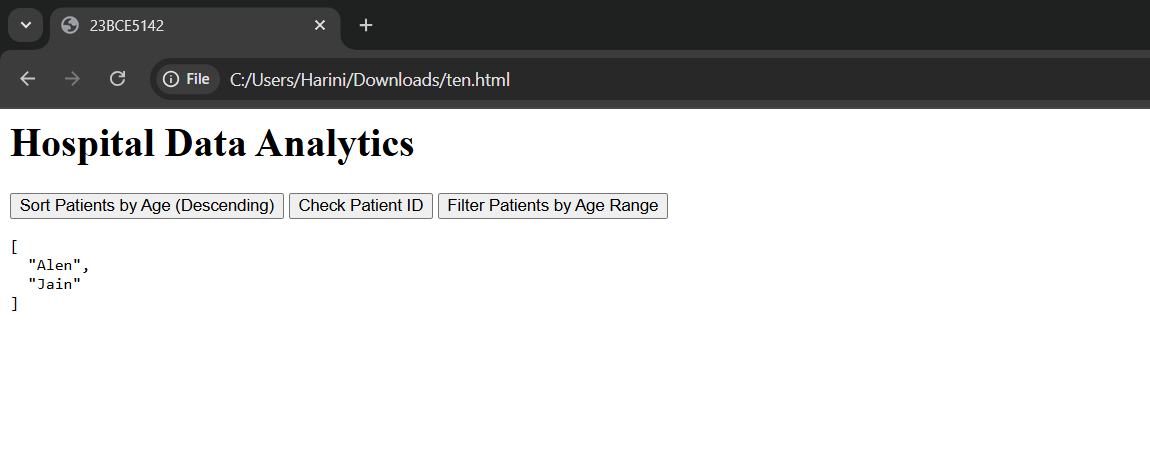 23BCE5142
File C:/Users/Harini/Downloads/ten.html
Hospital Data Analytics
Sort Patients by Age (Descending) Check Patient ID Filter Patients by Age Range
[
  "Alen",
  "Jain"
]